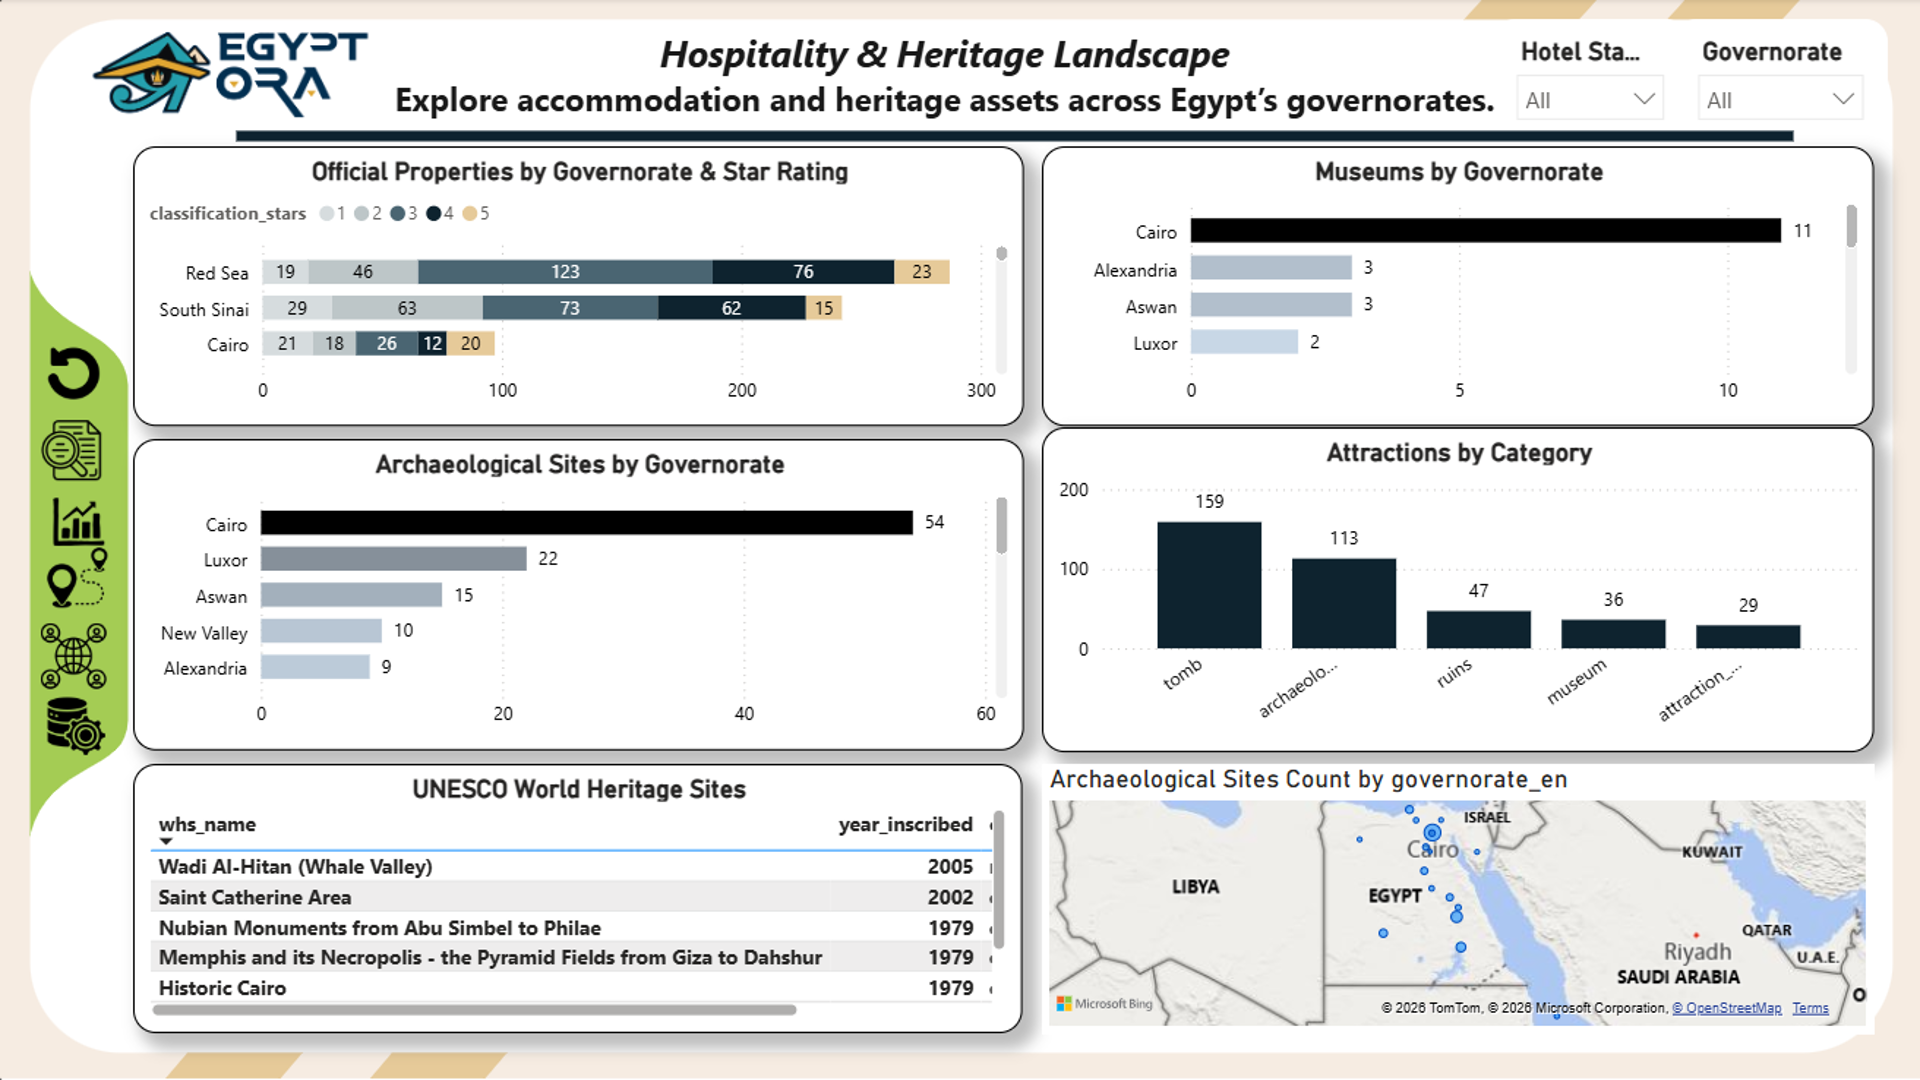 EGYPT
ORA
Hospitality & Heritage Landscape
Explore accommodation and heritage assets across Egypt's governorates.
Hotel Sta...
All
Governorate
All
Official Properties by Governorate & Star Rating
classification_stars 1 2 3 4 5
Red Sea 19 46 123 76 23
South Sinai 29 63 73 62 15
Cairo 21 18 26 12 20
0 100 200 300
Museums by Governorate
Cairo 11
Alexandria 3
Aswan 3
Luxor 2
0 5 10
Archaeological Sites by Governorate
Cairo 54
Luxor 22
Aswan 15
New Valley 10
Alexandria 9
0 20 40 60
Attractions by Category
200
100
0
159 113 47 36 29
tomb archaeolo... ruins museum attraction_...
UNESCO World Heritage Sites
whs_name year_inscribed
Wadi Al-Hitan (Whale Valley) 2005
Saint Catherine Area 2002
Nubian Monuments from Abu Simbel to Philae 1979
Memphis and its Necropolis - the Pyramid Fields from Giza to Dahshur 1979
Historic Cairo 1979
Archaeological Sites Count by governorate_en
ISRAEL
Cairo
KUWAIT
LIBYA
EGYPT
QATAR
Riyadh
U.A.E.
SAUDI ARABIA
O
Microsoft Bing
© 2026 TomTom, © 2026 Microsoft Corporation, © OpenStreetMap Terms